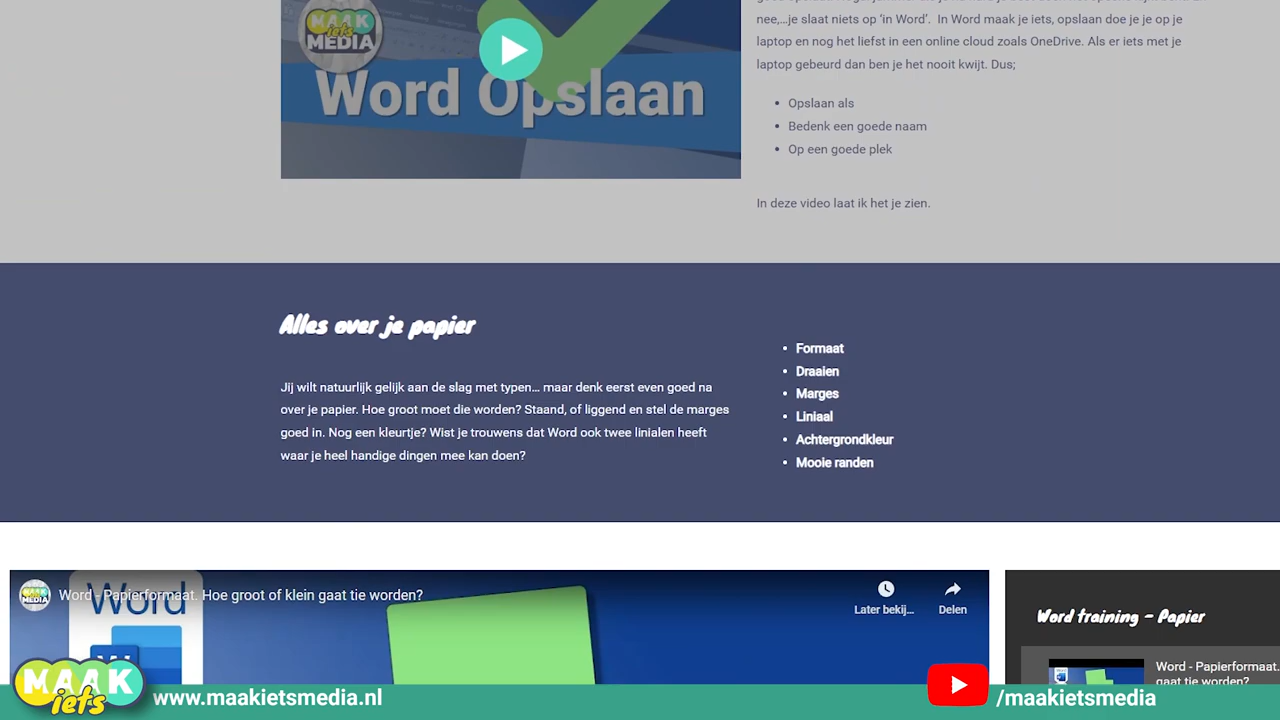 MAAK
iets
MEDIA
Word Opslaan
nee,…je slaat niets op ‘in Word’. In Word maak je iets, opslaan doe je je op je
laptop en nog het liefst in een online cloud zoals OneDrive. Als er iets met je
laptop gebeurd dan ben je het nooit kwijt. Dus;
• Opslaan als
• Bedenk een goede naam
• Op een goede plek
In deze video laat ik het je zien.
Alles over je papier
Jij wilt natuurlijk gelijk aan de slag met typen… maar denk eerst even goed na
over je papier. Hoe groot moet die worden? Staand, of liggend en stel de marges
goed in. Nog een kleurtje? Wist je trouwens dat Word ook twee linialen heeft
waar je heel handige dingen mee kan doen?
• Formaat
• Draaien
• Marges
• Liniaal
• Achtergrondkleur
• Mooie randen
Word
Word - Papierformaat. Hoe groot of klein gaat tie worden?
Later bekij...
Delen
Word training – Papier
Word - Papierformaat.
gaat tie worden?
MAAK
iets
www.maakietsmedia.nl
/maakietsmedia